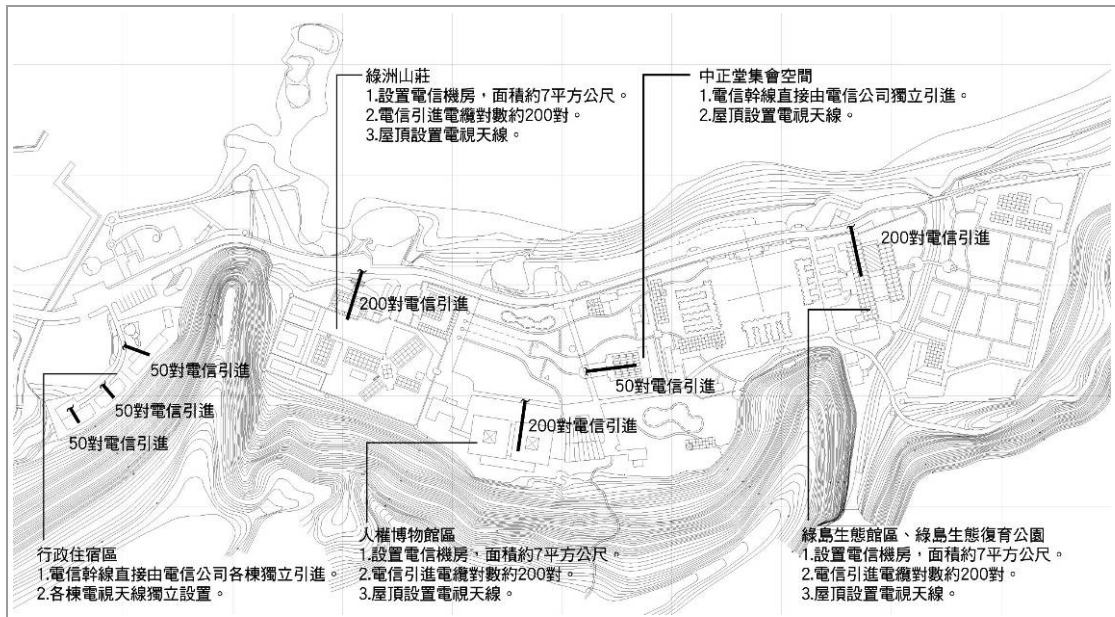 綠洲山莊
1.設置電信機房，面積約7平方公尺。
2.電信引進電纜對數約200對。
3.屋頂設置電視天線。
中正堂集會空間
1.電信幹線直接由電信公司獨立引進。
2.屋頂設置電視天線。
200對電信引進
200對電信引進
50對電信引進
50對電信引進
50對電信引進
50對電信引進
200對電信引進
行政住宿區
1.電信幹線直接由電信公司各棟獨立引進。
2.各棟電視天線獨立設置。
人權博物館區
1.設置電信機房，面積約7平方公尺。
2.電信引進電纜對數約200對。
3.屋頂設置電視天線。
綠島生態館區、綠島生態復育公園
1.設置電信機房，面積約7平方公尺。
2.電信引進電纜對數約200對。
3.屋頂設置電視天線。